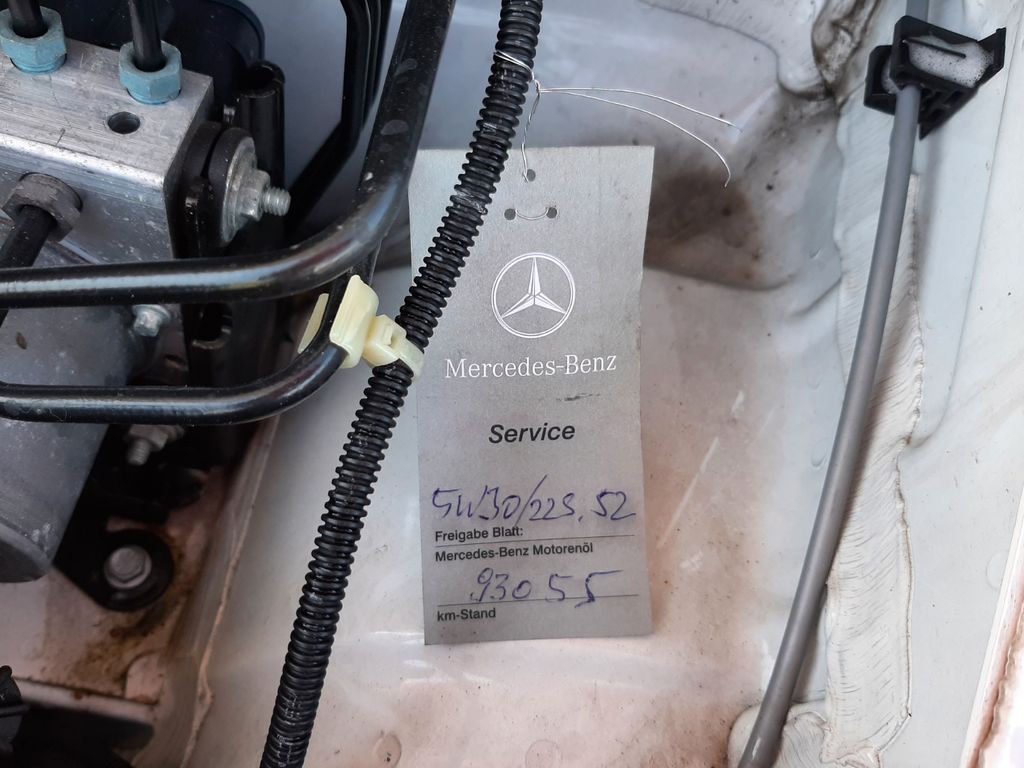 Mercedes-Benz
Service
5W30/229.52
Freigabe Blatt:
Mercedes-Benz Motorenöl
93055
km-Stand